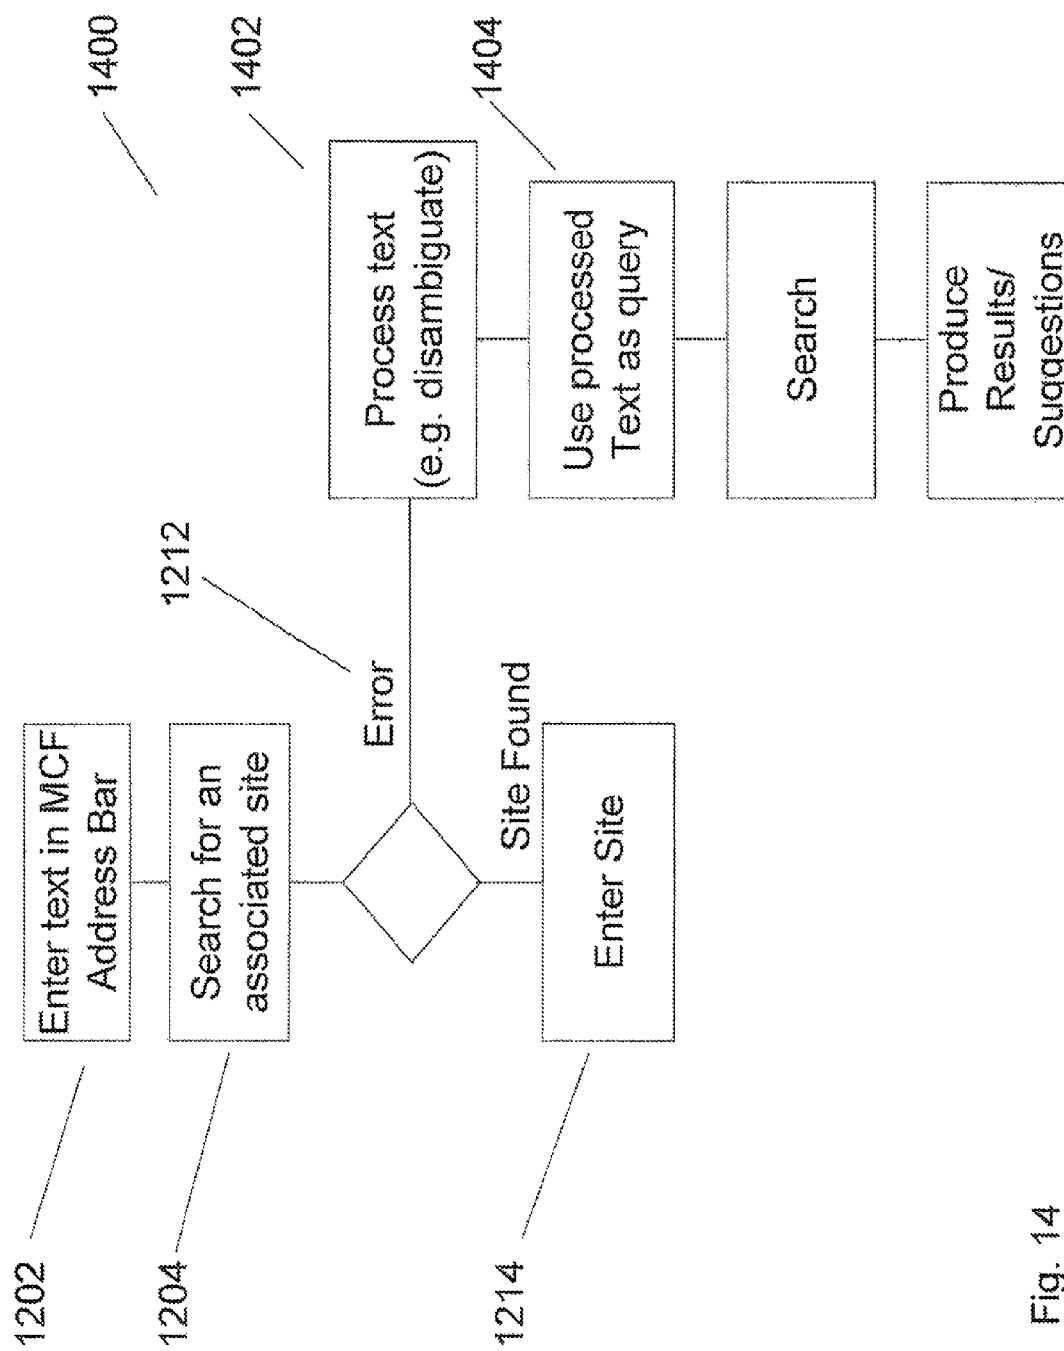 1400
1202
Enter text in MCF
Address Bar
1204
Search for an
associated site
1212
Error
1402
Process text
(e.g. disambiguate)
Site Found
1404
Use processed
Text as query
1214
Enter Site
Search
Produce
Results/
Suggestions
Fig. 14